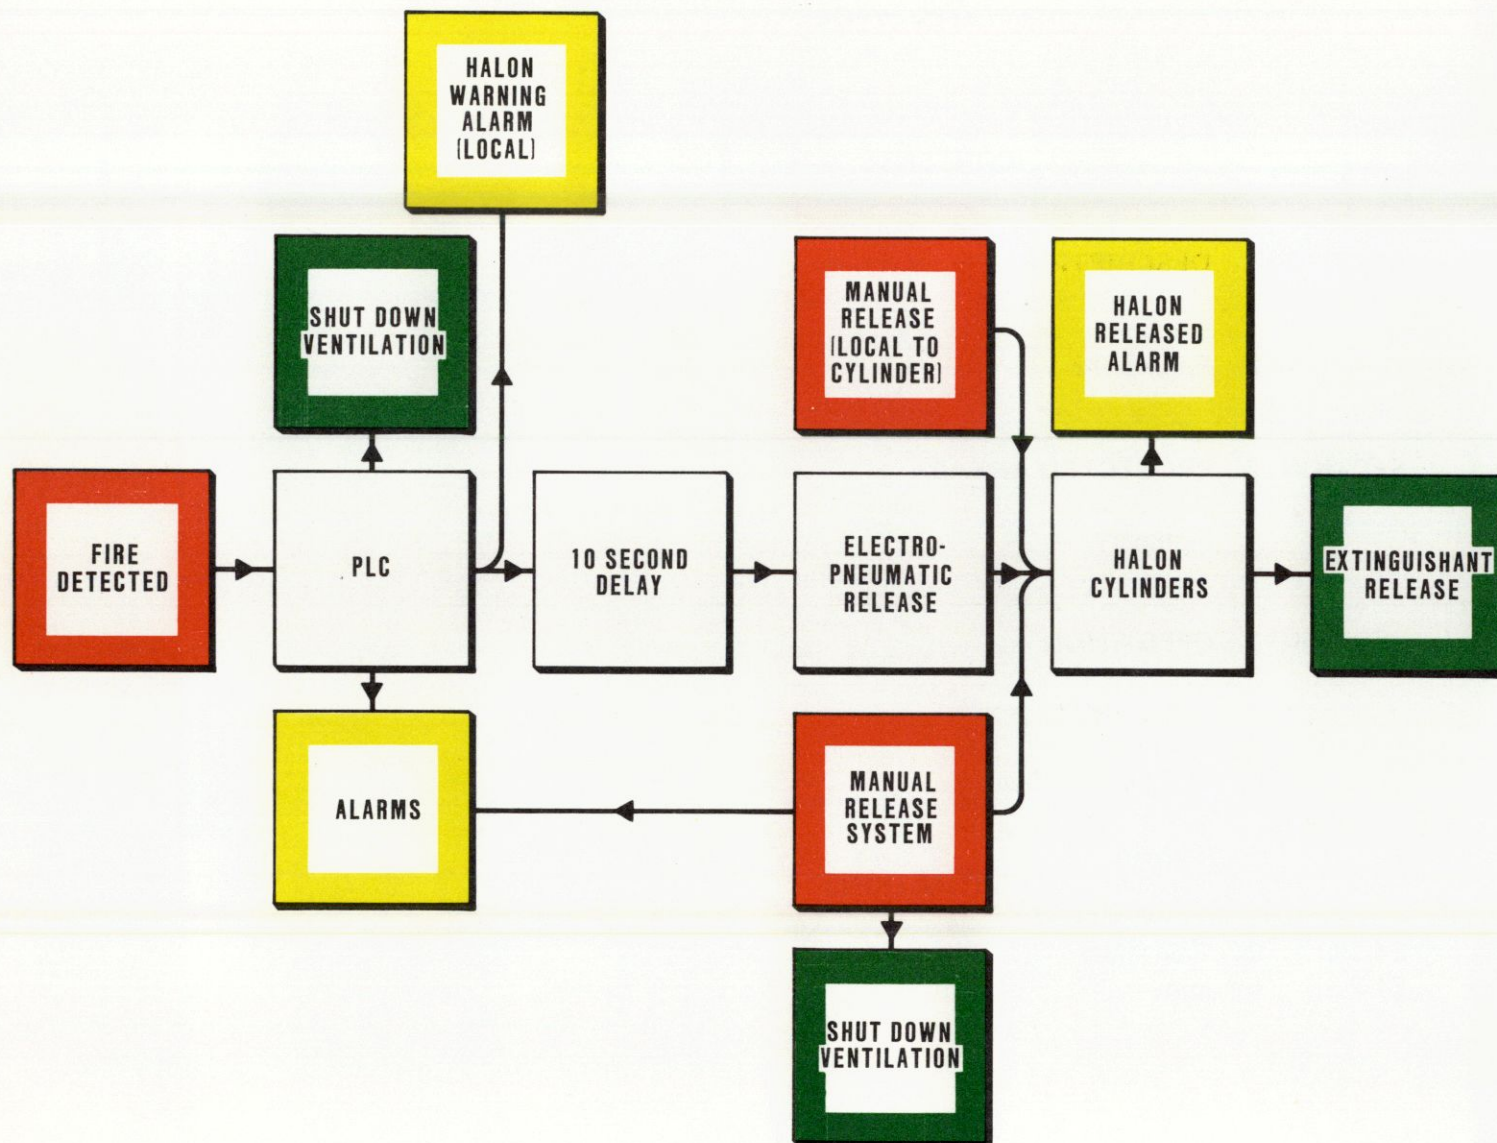 HALON
WARNING
ALARM
(LOCAL)
SHUT DOWN
VENTILATION
MANUAL
RELEASE
(LOCAL TO
CYLINDER)
HALON
RELEASED
ALARM
FIRE
DETECTED
PLC
10 SECOND
DELAY
ELECTRO-
PNEUMATIC
RELEASE
HALON
CYLINDERS
EXTINGUISHANT
RELEASE
ALARMS
MANUAL
RELEASE
SYSTEM
SHUT DOWN
VENTILATION